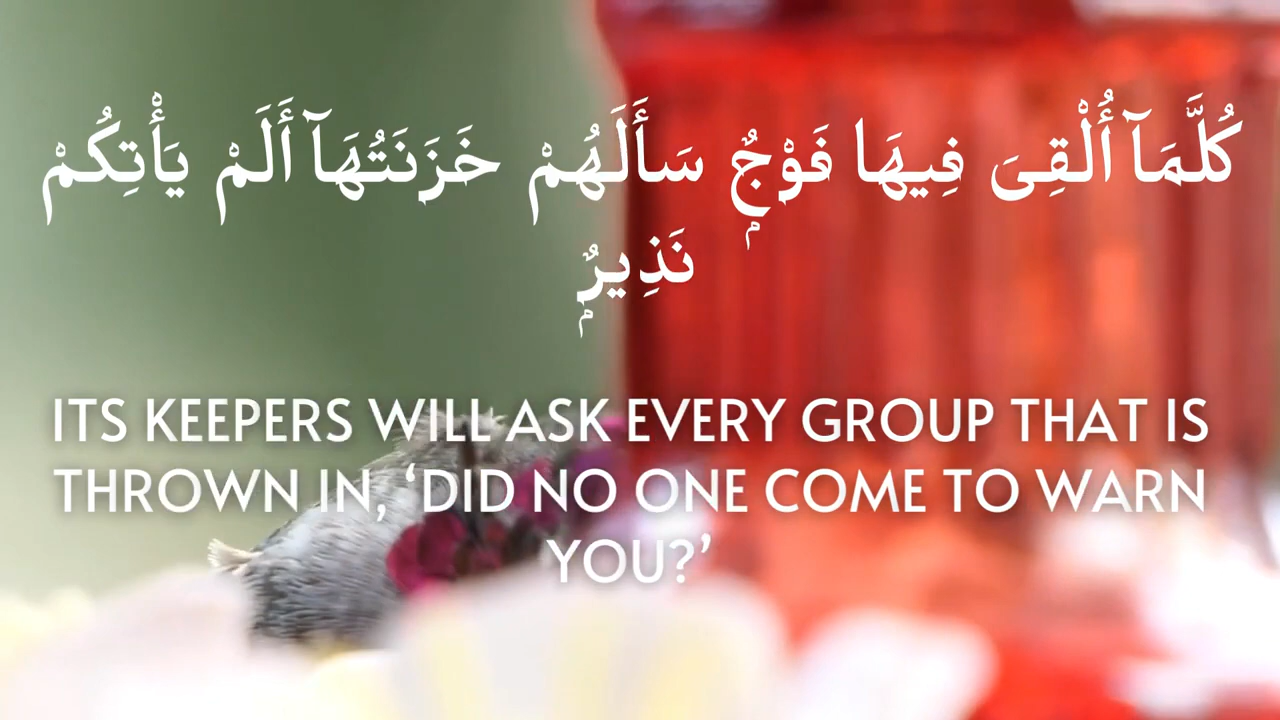 كُلَّمَآ أُلْقِىَ فِيهَا فَوْجٌۭ سَأَلَهُمْ خَزَنَتُهَآ أَلَمْ يَأْتِكُمْ
نَذِيرٌۭ
ITS KEEPERS WILL ASK EVERY GROUP THAT IS
THROWN IN, ‘DID NO ONE COME TO WARN
YOU?’